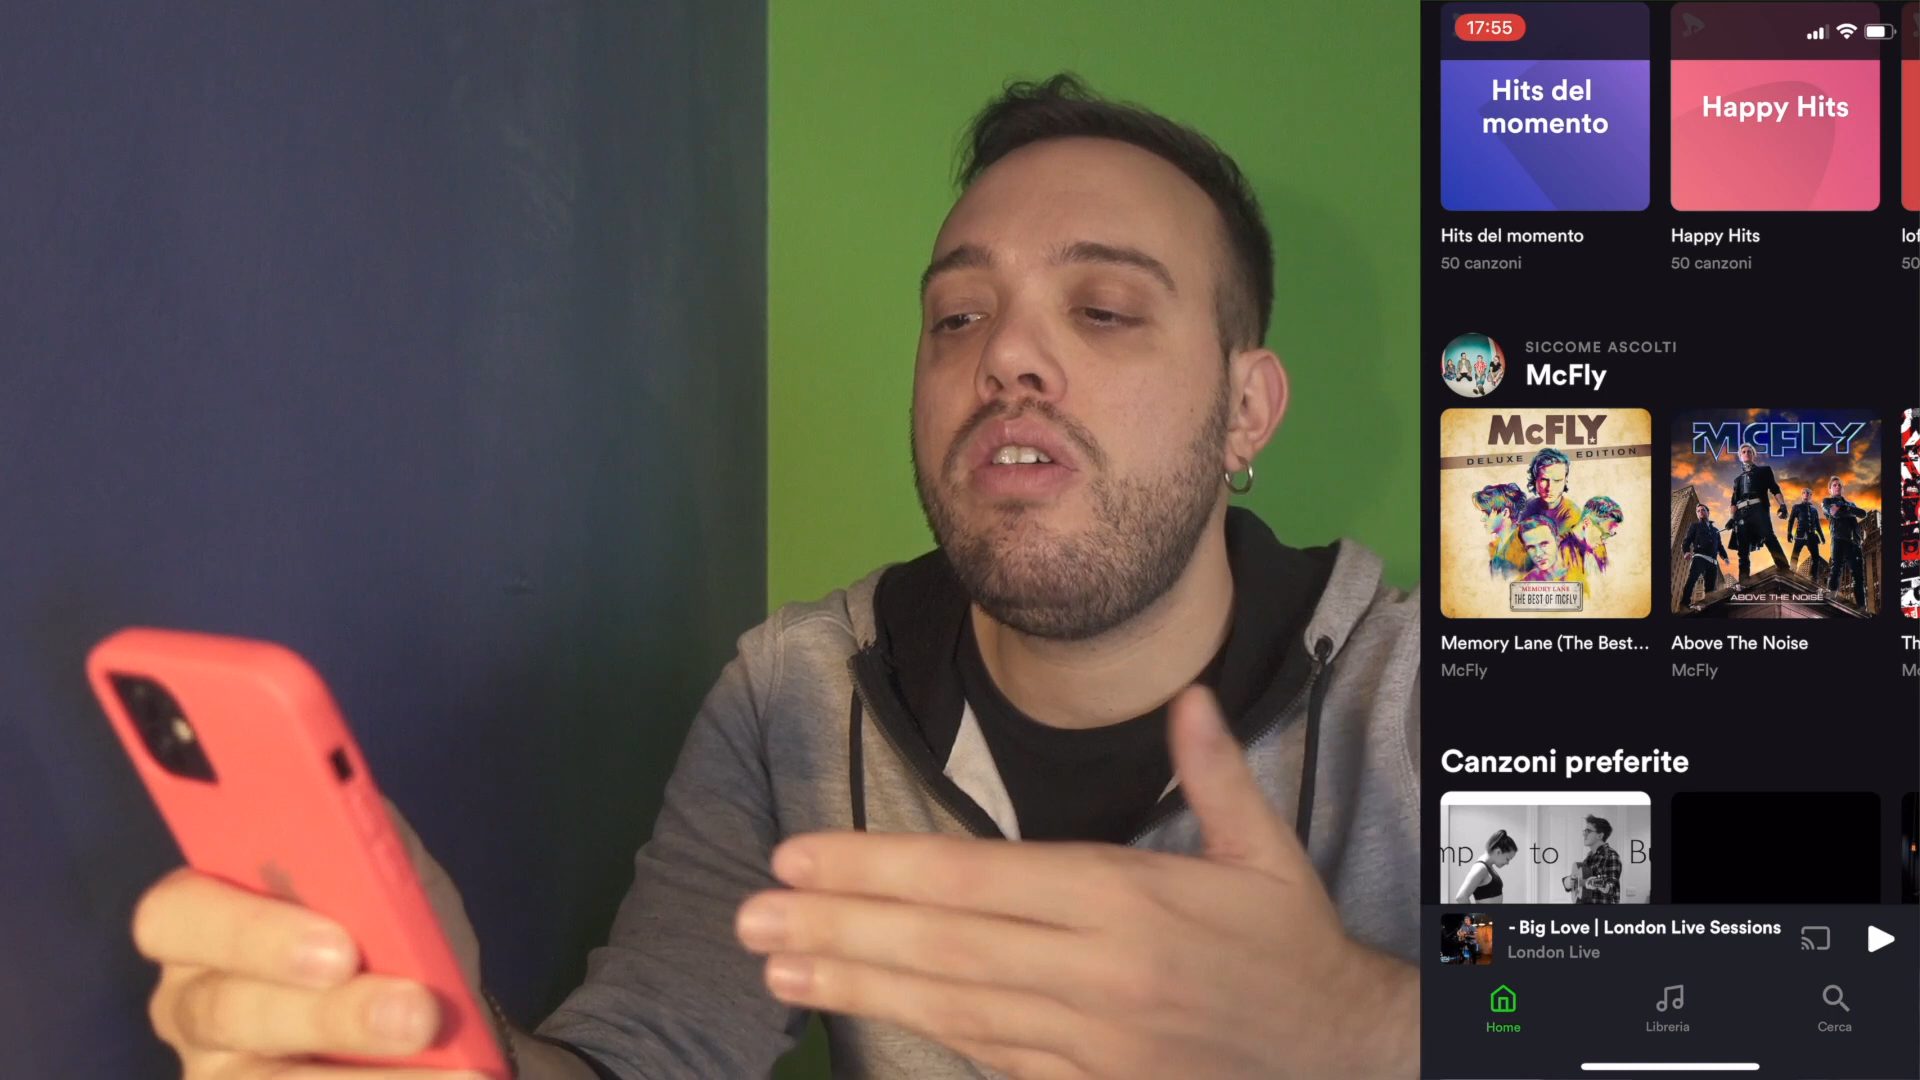 17:55
Hits del
momento
Happy Hits
Hits del momento
50 canzoni
Happy Hits
50 canzoni
50
SICCOME ASCOLTI
McFly
McFLY
DELUXE EDITION
MEMORY LANE
THE BEST OF MCFLY
MCFLY
ABOVE THE NOISE
Memory Lane (The Best...
McFly
Above The Noise
McFly
Canzoni preferite
to
- Big Love | London Live Sessions
London Live
Home
Libreria
Cerca